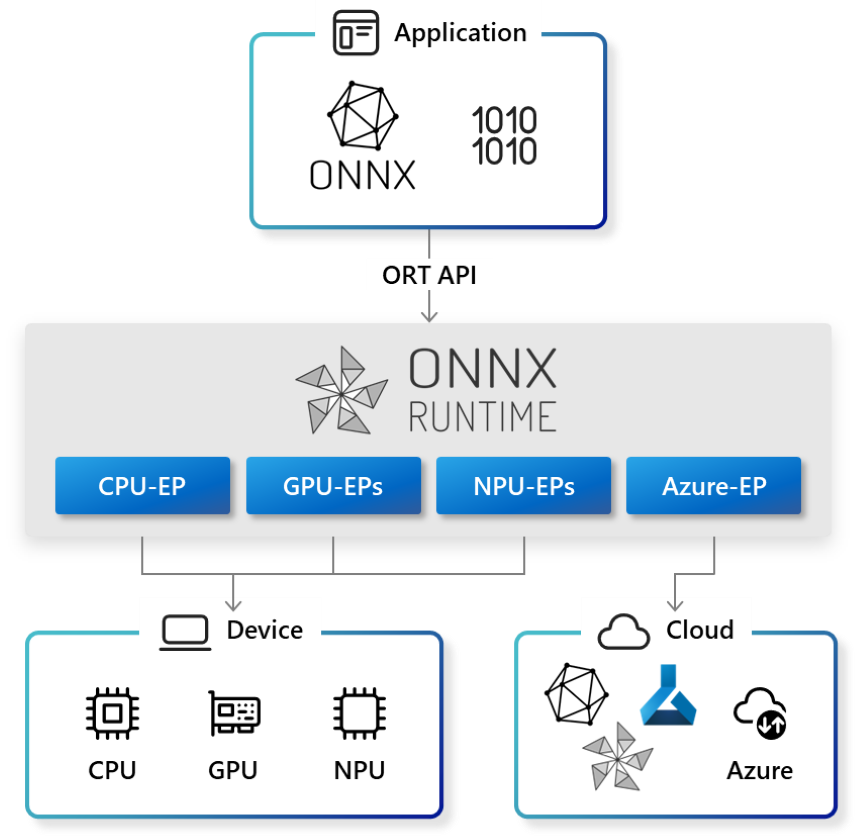 Application
ONNX
1010
1010
ORT API
ONNX
RUNTIME
CPU-EP
GPU-EPs
NPU-EPs
Azure-EP
Device
CPU
GPU
NPU
Cloud
Azure